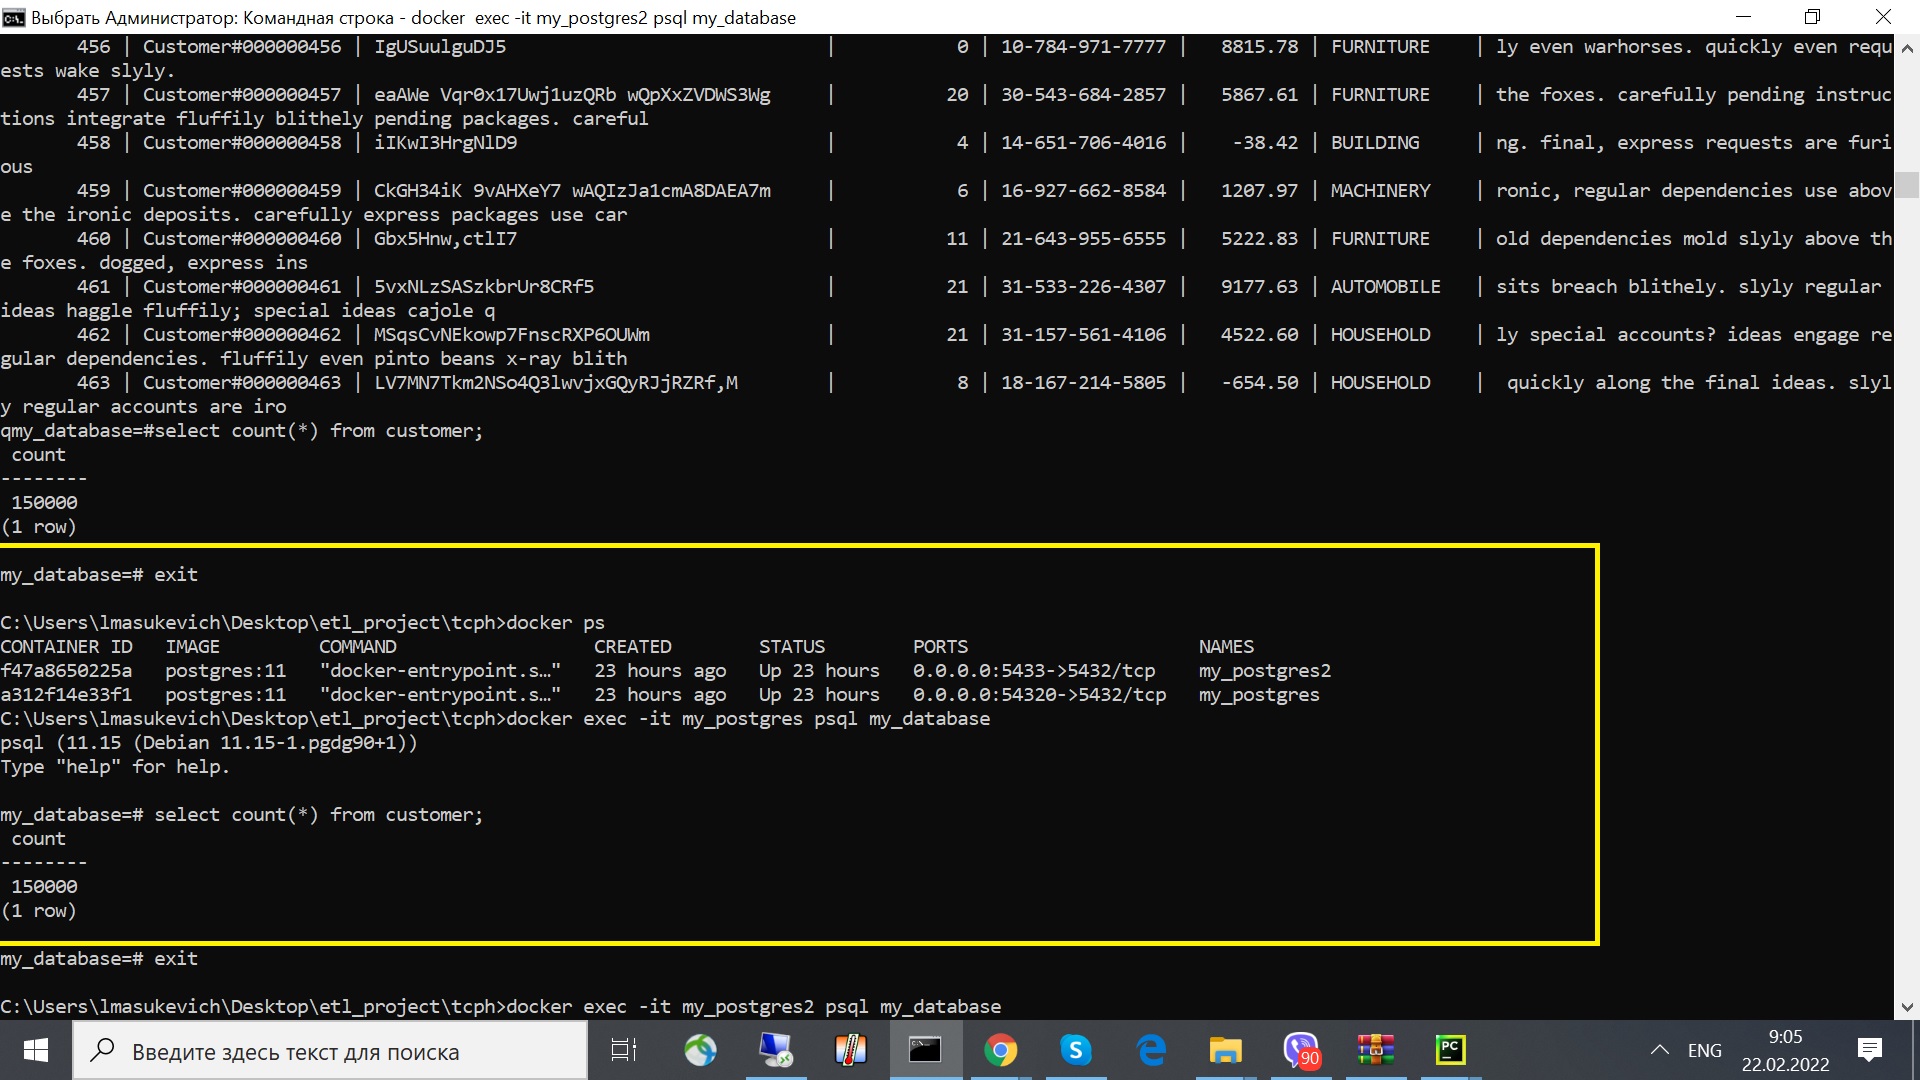 Выбрать Администратор: Командная строка - docker  exec -it my_postgres2 psql my_database
456 | Customer#000000456 | IgUSuulguDJ5 | 0 | 10-784-971-7777 | 8815.78 | FURNITURE | ly even warhorses. quickly even requ
ests wake slyly.
457 | Customer#000000457 | eaAWe Vqr0x17Uwj1uzQRb wQpXxZVDWS3Wg | 20 | 30-543-684-2857 | 5867.61 | FURNITURE | the foxes. carefully pending instruc
tions integrate fluffily blithely pending packages. careful
458 | Customer#000000458 | iIKwI3HrgNlD9 | 4 | 14-651-706-4016 | -38.42 | BUILDING | ng. final, express requests are furi
ous
459 | Customer#000000459 | CkGH34iK 9vAHXeY7 wAQIzJa1cmA8DAEA7m | 6 | 16-927-662-8584 | 1207.97 | MACHINERY | ronic, regular dependencies use abov
e the ironic deposits. carefully express packages use car
460 | Customer#000000460 | Gbx5Hnw,ctlI7 | 11 | 21-643-955-6555 | 5222.83 | FURNITURE | old dependencies mold slyly above th
e foxes. dogged, express ins
461 | Customer#000000461 | 5vxNLzSASzkbrUr8CRf5 | 21 | 31-533-226-4307 | 9177.63 | AUTOMOBILE | sits breach blithely. slyly regular
ideas haggle fluffily; special ideas cajole q
462 | Customer#000000462 | MSqsCvNEkowp7FnscRXP6OUWm | 21 | 31-157-561-4106 | 4522.60 | HOUSEHOLD | ly special accounts? ideas engage re
gular dependencies. fluffily even pinto beans x-ray blith
463 | Customer#000000463 | LV7MN7Tkm2NSo4Q3lwvjxGQyRJjRZRf,M | 8 | 18-167-214-5805 | -654.50 | HOUSEHOLD | quickly along the final ideas. slyl
y regular accounts are iro
qmy_database=#select count(*) from customer;
count
--------
150000
(1 row)
my_database=# exit
C:\Users\lmasukevich\Desktop\etl_project\tcph>docker ps
CONTAINER ID   IMAGE   COMMAND   CREATED   STATUS   PORTS   NAMES
f47a8650225a   postgres:11   "docker-entrypoint.s…"   23 hours ago   Up 23 hours   0.0.0.0:5433->5432/tcp   my_postgres2
a312f14e33f1   postgres:11   "docker-entrypoint.s…"   23 hours ago   Up 23 hours   0.0.0.0:54320->5432/tcp   my_postgres
C:\Users\lmasukevich\Desktop\etl_project\tcph>docker exec -it my_postgres psql my_database
psql (11.15 (Debian 11.15-1.pgdg90+1))
Type "help" for help.
my_database=# select count(*) from customer;
count
--------
150000
(1 row)
my_database=# exit
C:\Users\lmasukevich\Desktop\etl_project\tcph>docker exec -it my_postgres2 psql my_database
Введите здесь текст для поиска
S
90
PC
ENG
9:05
22.02.2022